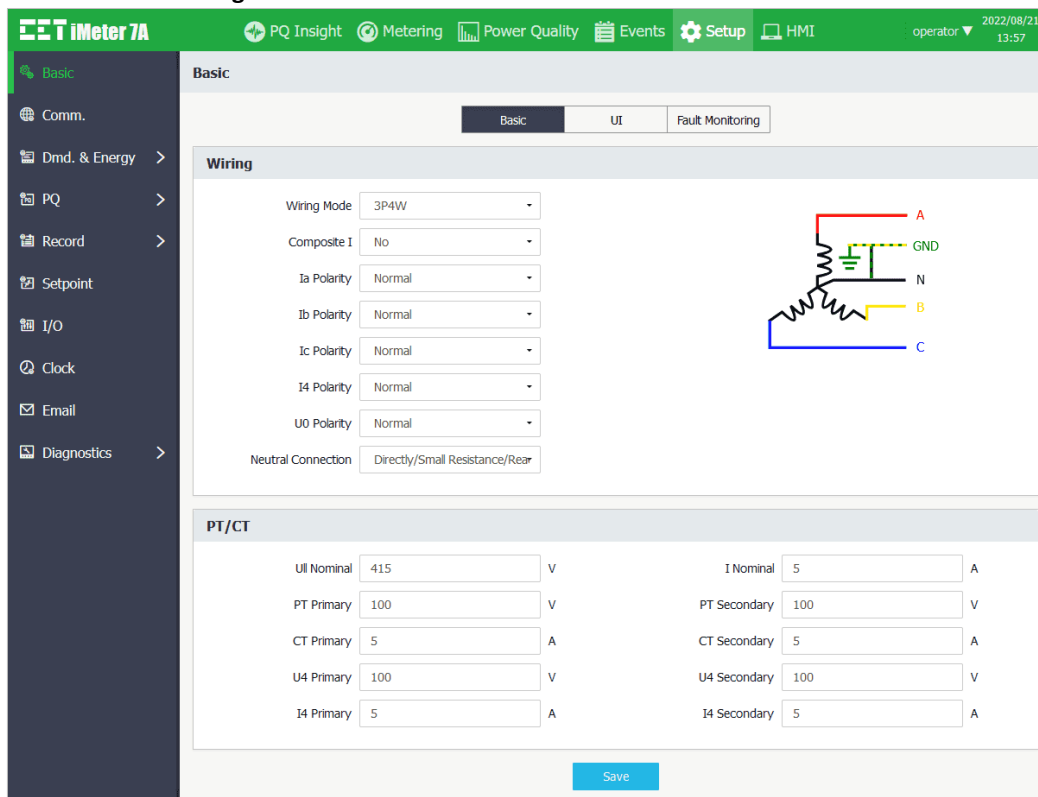 CET iMeter 7A
PQ Insight Metering Power Quality Events Setup HMI operator 2022/08/21
13:57
Basic
Comm.
Dmd. & Energy
PQ
Record
Setpoint
I/O
Clock
Email
Diagnostics
Basic
Basic UI Fault Monitoring
Wiring
Wiring Mode 3P4W
Composite I No
Ia Polarity Normal
Ib Polarity Normal
Ic Polarity Normal
I4 Polarity Normal
U0 Polarity Normal
Neutral Connection Directly/Small Resistance/Rea
A
GND
N
B
C
PT/CT
Ull Nominal 415 V I Nominal 5 A
PT Primary 100 V PT Secondary 100 V
CT Primary 5 A CT Secondary 5 A
U4 Primary 100 V U4 Secondary 100 V
I4 Primary 5 A I4 Secondary 5 A
Save